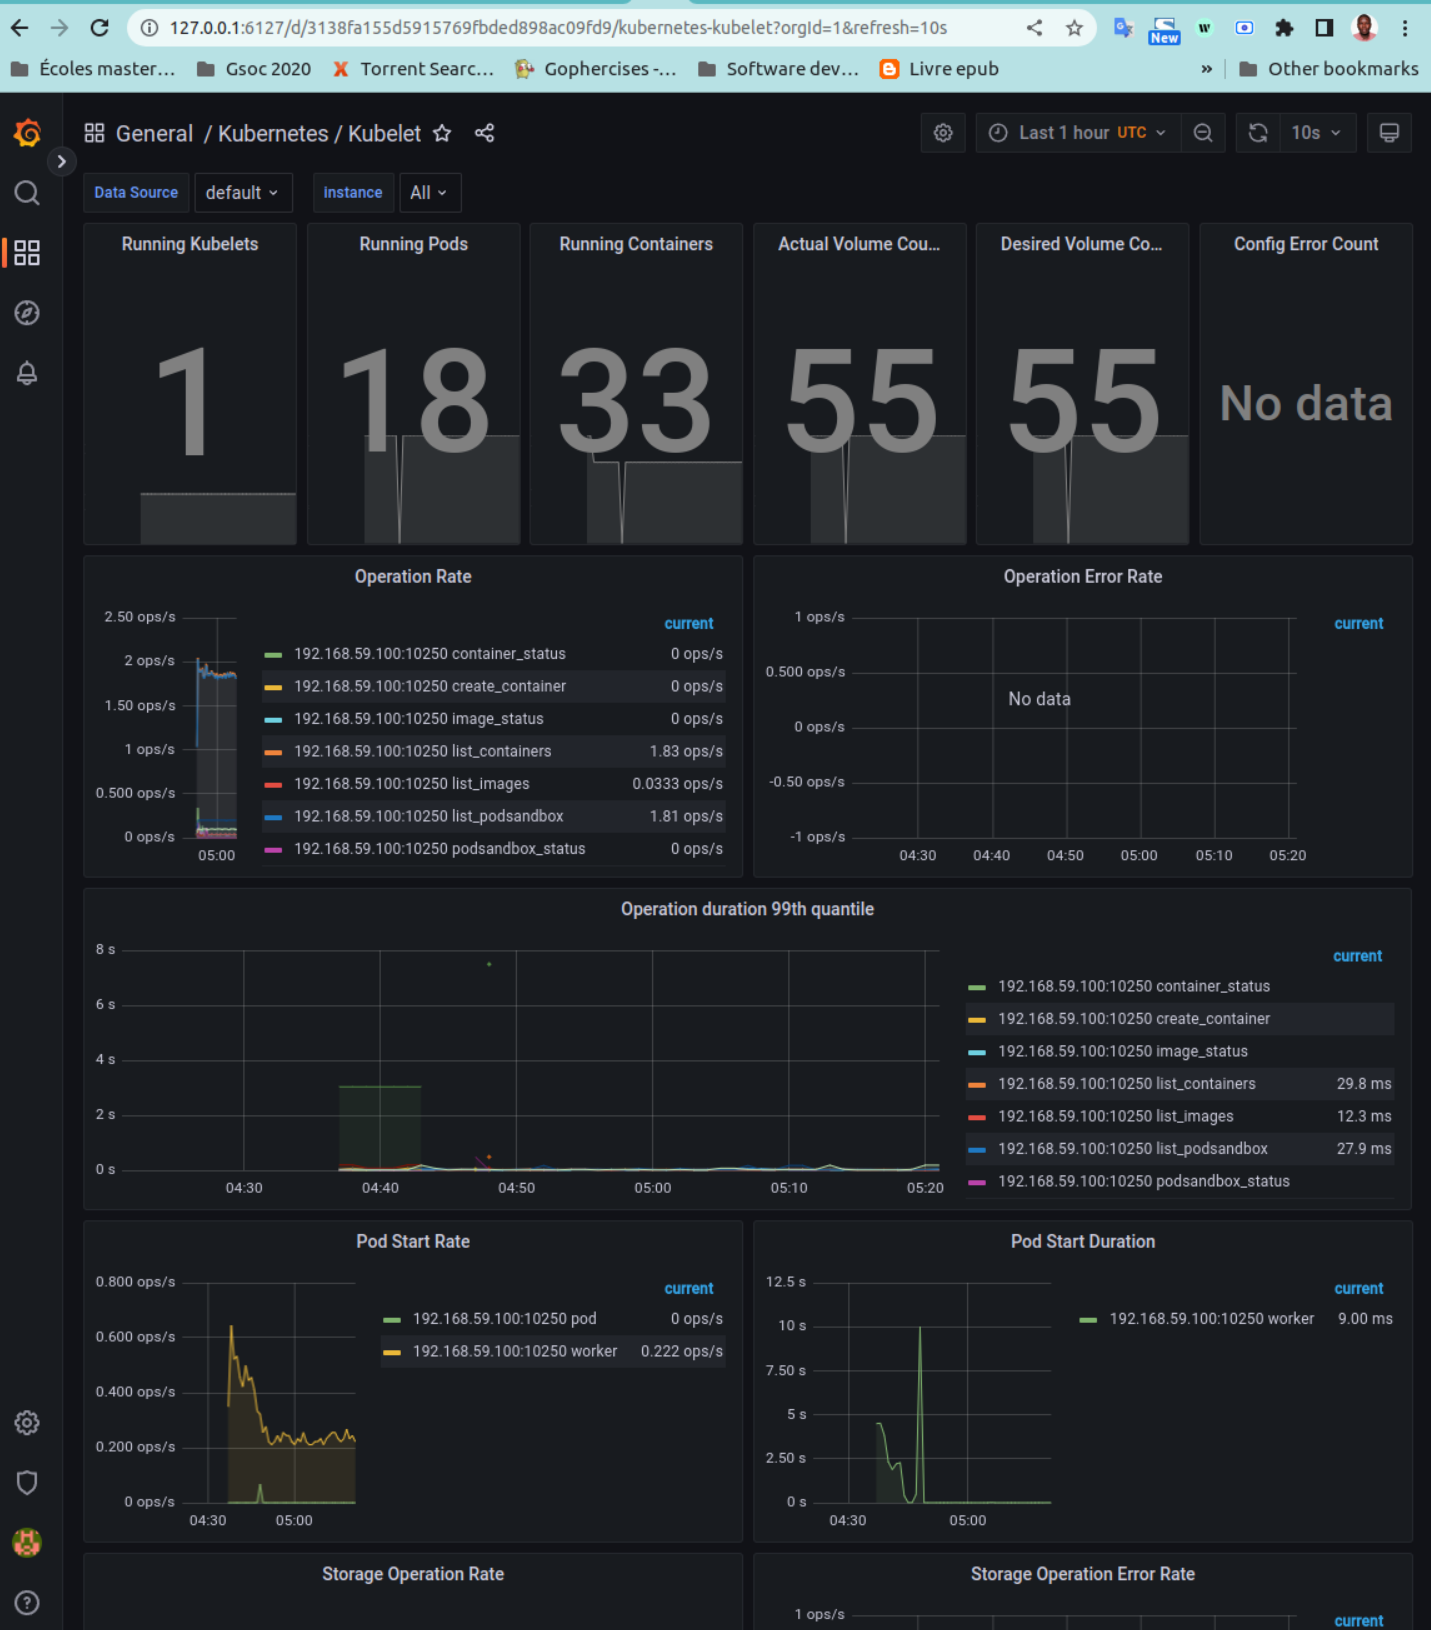 127.0.0.1:6127/d/3138fa155d5915769fbded898ac09fd9/kubernetes-kubelet?orgId=1&refresh=10s
New
W
Écoles master...
Gsoc 2020
X Torrent Searc...
Gophercises -...
Software dev...
Livre epub
»
Other bookmarks
General / Kubernetes / Kubelet
Last 1 hour UTC
10s
Data Source default
instance All
Running Kubelets
1
Running Pods
18
Running Containers
33
Actual Volume Cou...
55
Desired Volume Co...
55
Config Error Count
No data
Operation Rate
2.50 ops/s
2 ops/s
1.50 ops/s
1 ops/s
0.500 ops/s
0 ops/s
05:00
current
192.168.59.100:10250 container_status 0 ops/s
192.168.59.100:10250 create_container 0 ops/s
192.168.59.100:10250 image_status 0 ops/s
192.168.59.100:10250 list_containers 1.83 ops/s
192.168.59.100:10250 list_images 0.0333 ops/s
192.168.59.100:10250 list_podsandbox 1.81 ops/s
192.168.59.100:10250 podsandbox_status 0 ops/s
Operation Error Rate
1 ops/s
0.500 ops/s
0 ops/s
-0.50 ops/s
-1 ops/s
No data
04:30 04:40 04:50 05:00 05:10 05:20
current
Operation duration 99th quantile
8 s
6 s
4 s
2 s
0 s
04:30 04:40 04:50 05:00 05:10 05:20
current
192.168.59.100:10250 container_status
192.168.59.100:10250 create_container
192.168.59.100:10250 image_status
192.168.59.100:10250 list_containers 29.8 ms
192.168.59.100:10250 list_images 12.3 ms
192.168.59.100:10250 list_podsandbox 27.9 ms
192.168.59.100:10250 podsandbox_status
Pod Start Rate
0.800 ops/s
0.600 ops/s
0.400 ops/s
0.200 ops/s
0 ops/s
04:30 05:00
current
192.168.59.100:10250 pod 0 ops/s
192.168.59.100:10250 worker 0.222 ops/s
Pod Start Duration
12.5 s
10 s
7.50 s
5 s
2.50 s
0 s
04:30 05:00
current
192.168.59.100:10250 worker 9.00 ms
Storage Operation Rate
Storage Operation Error Rate
1 ops/s
current